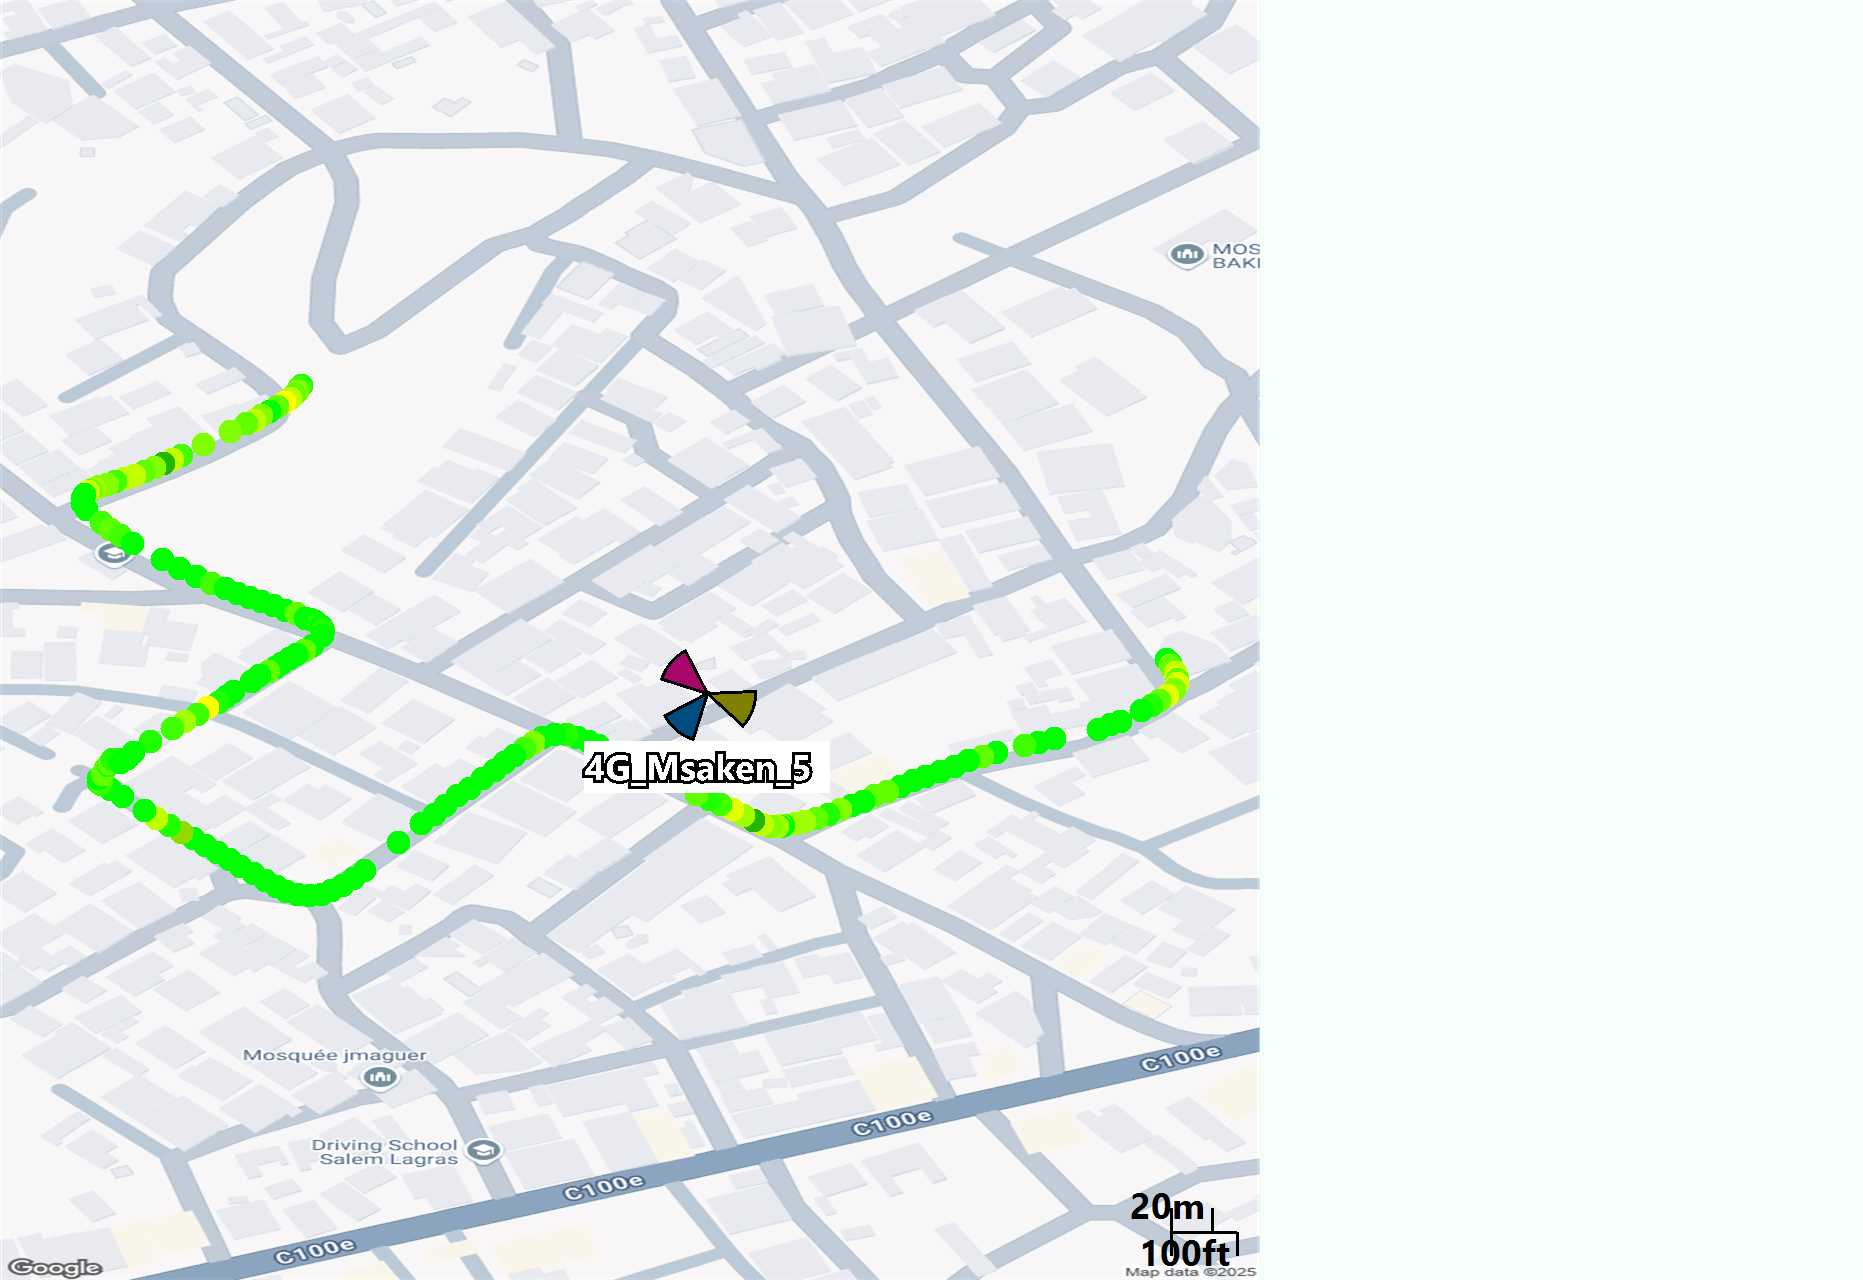 MOS
BAKI
4G_Msaken_5
Mosquée jmaguer
C100e
C100e
Driving School
Salem Lagras
C100e
C100e
20m
100ft
Google
Map data ©2025